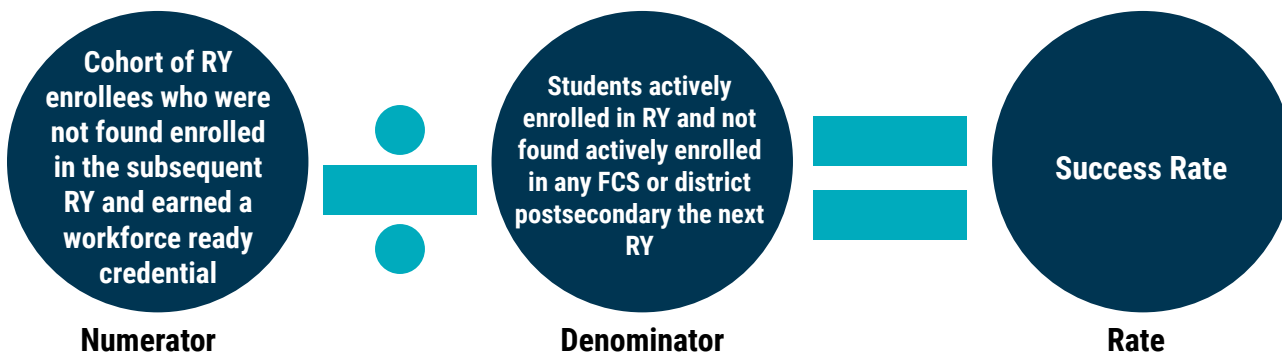 Cohort of RY
enrollees who were
not found enrolled
in the subsequent
RY and earned a
workforce ready
credential
Numerator
Students actively
enrolled in RY and not
found actively enrolled
in any FCS or district
postsecondary the next
RY
Denominator
Success Rate
Rate